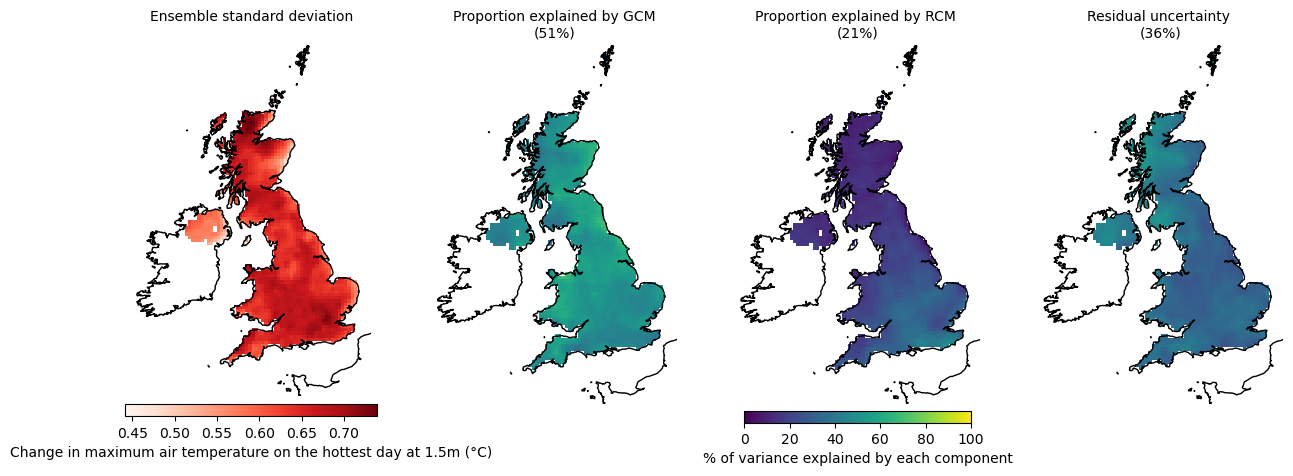 Ensemble standard deviation
Proportion explained by GCM
(51%)
Proportion explained by RCM
(21%)
Residual uncertainty
(36%)
0.45 0.50 0.55 0.60 0.65 0.70
Change in maximum air temperature on the hottest day at 1.5m (°C)
0 20 40 60 80 100
% of variance explained by each component